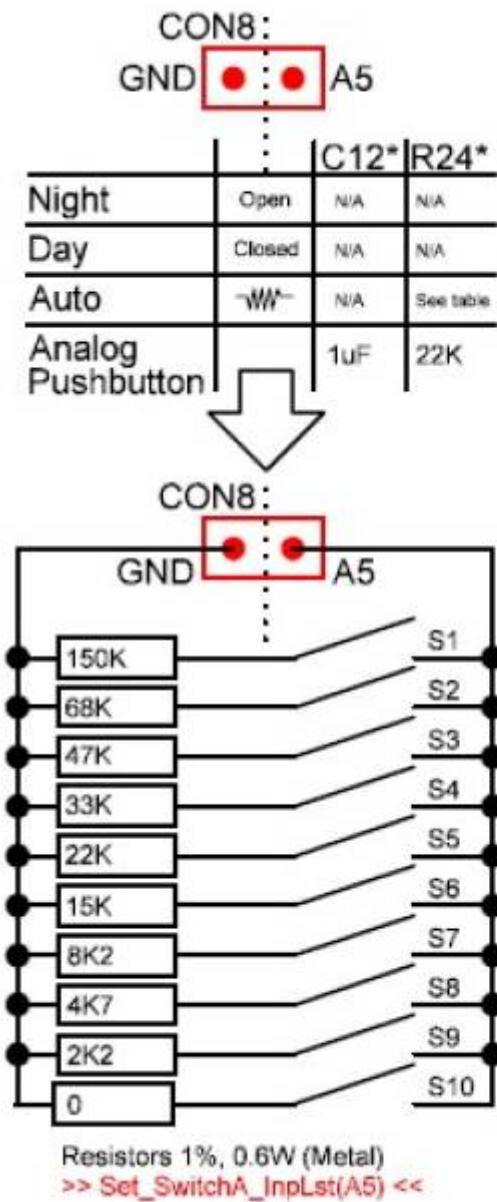 CON8
GND A5
C12* R24*
Night Open N/A N/A
Day Closed N/A N/A
Auto N/A See table
Analog
Pushbutton 1uF 22K
CON8
GND A5
150K S1
68K S2
47K S3
33K S4
22K S5
15K S6
8K2 S7
4K7 S8
2K2 S9
0 S10
Resistors 1%, 0.6W (Metal)
>> Set_SwitchA_InpLst(A5) <<